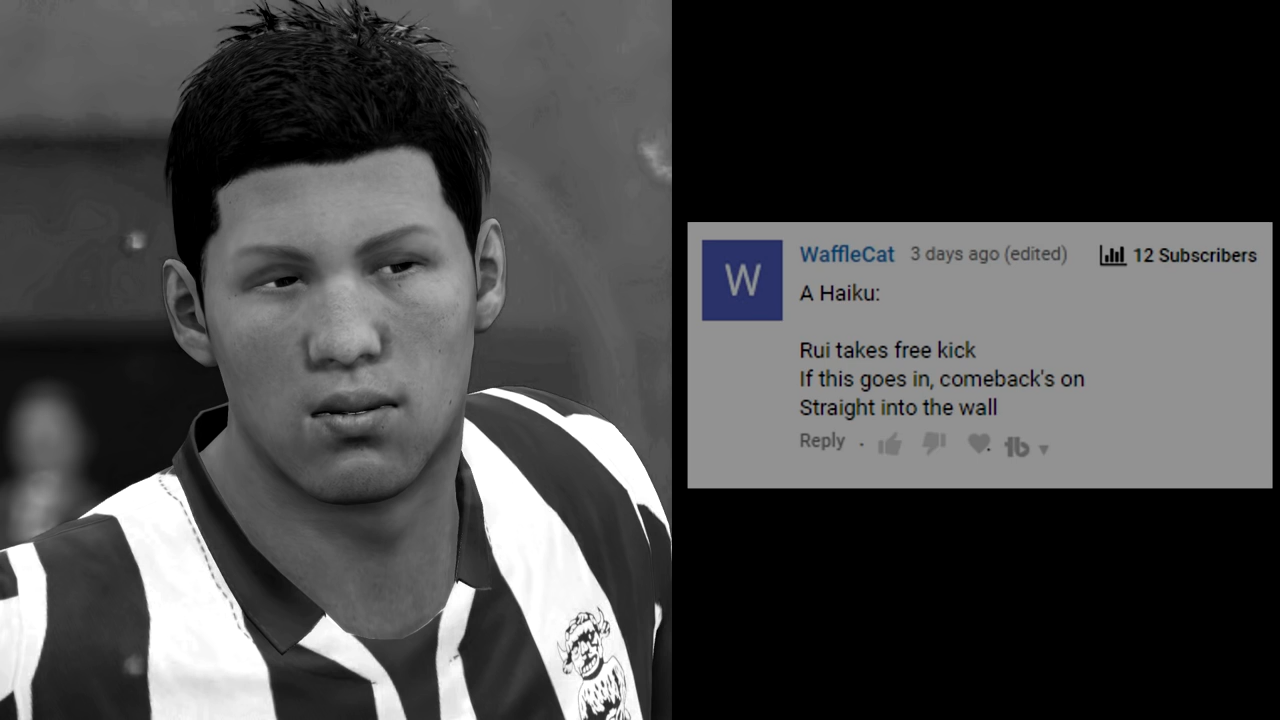 W
WaffleCat 3 days ago (edited) 12 Subscribers
A Haiku:
Rui takes free kick
If this goes in, comeback's on
Straight into the wall
Reply